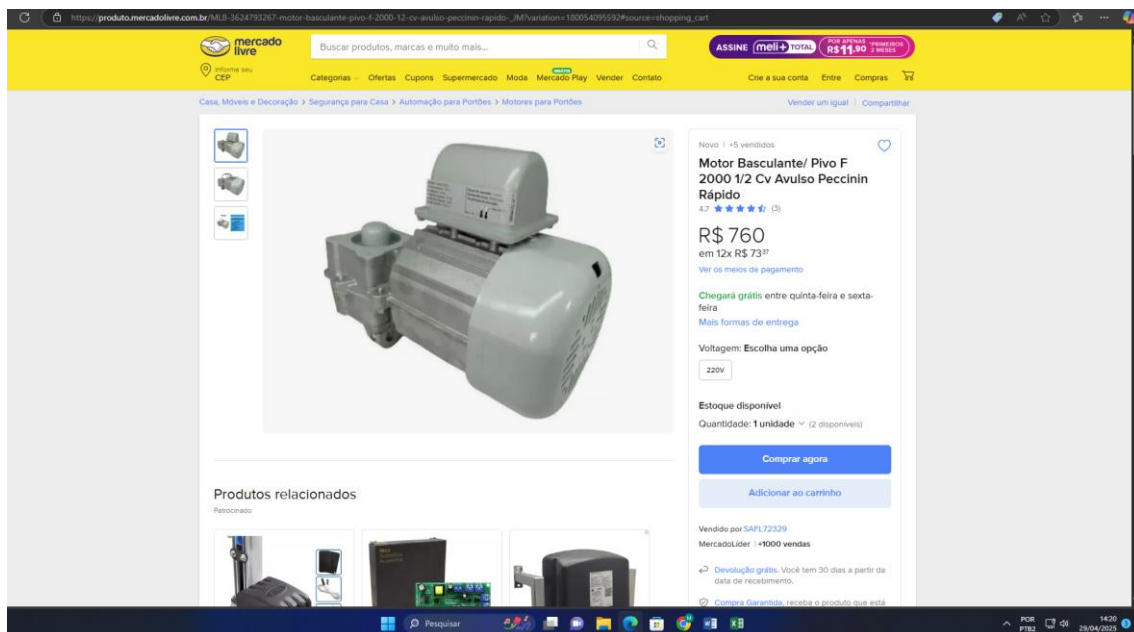 https://produto.mercadolivre.com.br/MLB-3624793267-motor-basculante-pivo-f-2000-12-cv-avulso-peccinin-rapido-_JM?variation=180054095592#source=shopping_cart
mercado
livre
Buscar produtos, marcas e muito mais...
ASSINE meli+ TOTAL POR APENAS R$11,90 *PRIMEIROS 2 MESES
Informe seu
CEP
Categorias Ofertas Cupons Supermercado Moda Mercado Play Vender Contato
Crie a sua conta Entre Compras
Casa, Móveis e Decoração > Segurança para Casa > Automação para Portões > Motores para Portões
Vender um igual | Compartilhar
Novo | +5 vendidos
Motor Basculante/ Pivo F
2000 1/2 Cv Avulso Peccinin
Rápido
4.7 (3)
R$ 760
em 12x R$ 73³⁷
Ver os meios de pagamento
Chegará grátis entre quinta-feira e sexta-
feira
Mais formas de entrega
Voltagem: Escolha uma opção
220V
Estoque disponível
Quantidade: 1 unidade (2 disponíveis)
Comprar agora
Adicionar ao carrinho
Vendido por SAFL72329
MercadoLíder | +1000 vendas
Devolução grátis. Você tem 30 dias a partir da
data de recebimento.
Compra Garantida, receba o produto que está
Produtos relacionados
Patrocinado
Pesquisar
POR
PTB2
14:20
29/04/2025